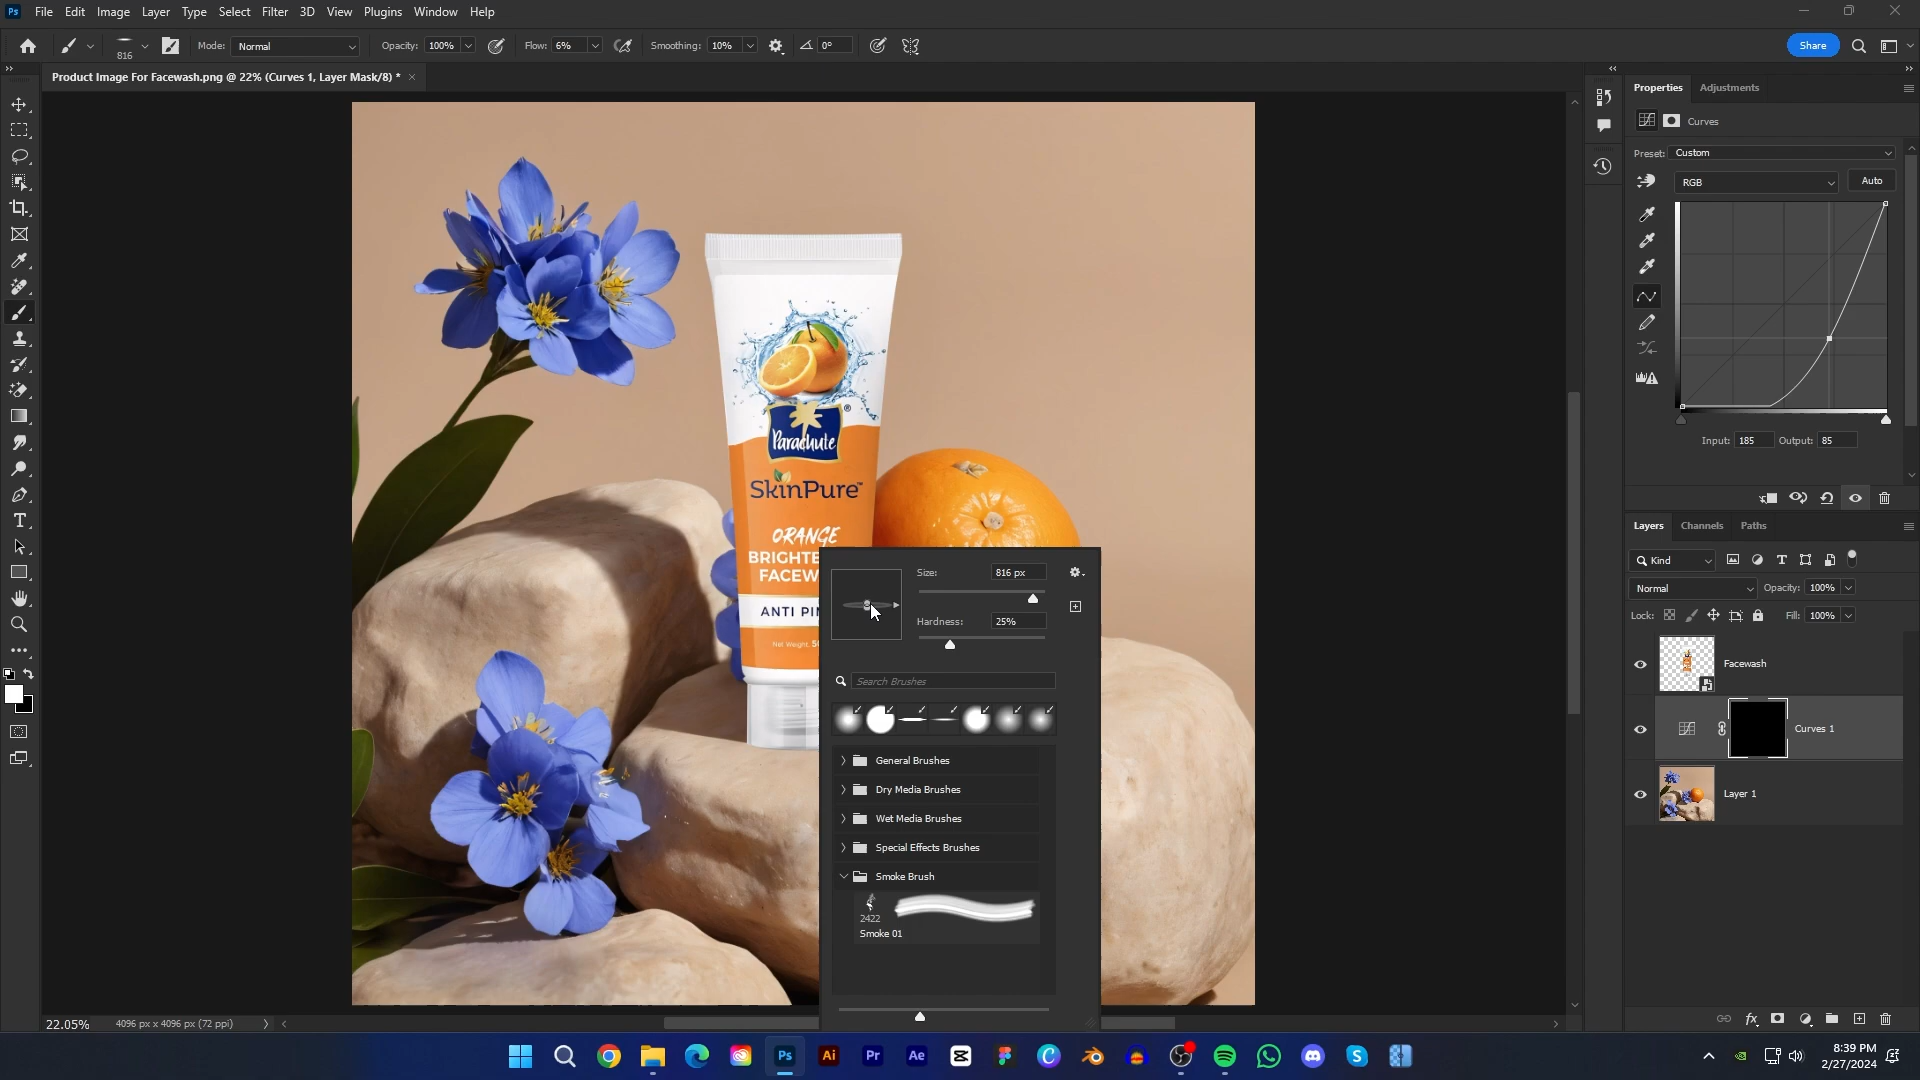 Ps File Edit Image Layer Type Select Filter 3D View Plugins Window Help
816 Mode: Normal Opacity: 100% Flow: 6% Smoothing: 10% 0° Share
Product Image For Facewash.png @ 22% (Curves 1, Layer Mask/8) *
Properties Adjustments
Curves
Preset: Custom
RGB Auto
Input: 185 Output: 85
Layers Channels Paths
Kind
Normal Opacity: 100%
Lock: Fill: 100%
Facewash
Curves 1
Layer 1
Parachute
®
SkinPure™
ORANGE
BRIGHTE
FACEW
ANTI PI
Net Weight. 5
Size: 816 px
Hardness: 25%
Search Brushes
General Brushes
Dry Media Brushes
Wet Media Brushes
Special Effects Brushes
Smoke Brush
2422
Smoke 01
22.05% 4096 px x 4096 px (72 ppi)
Ps Ai Pr Ae
8:39 PM
2/27/2024